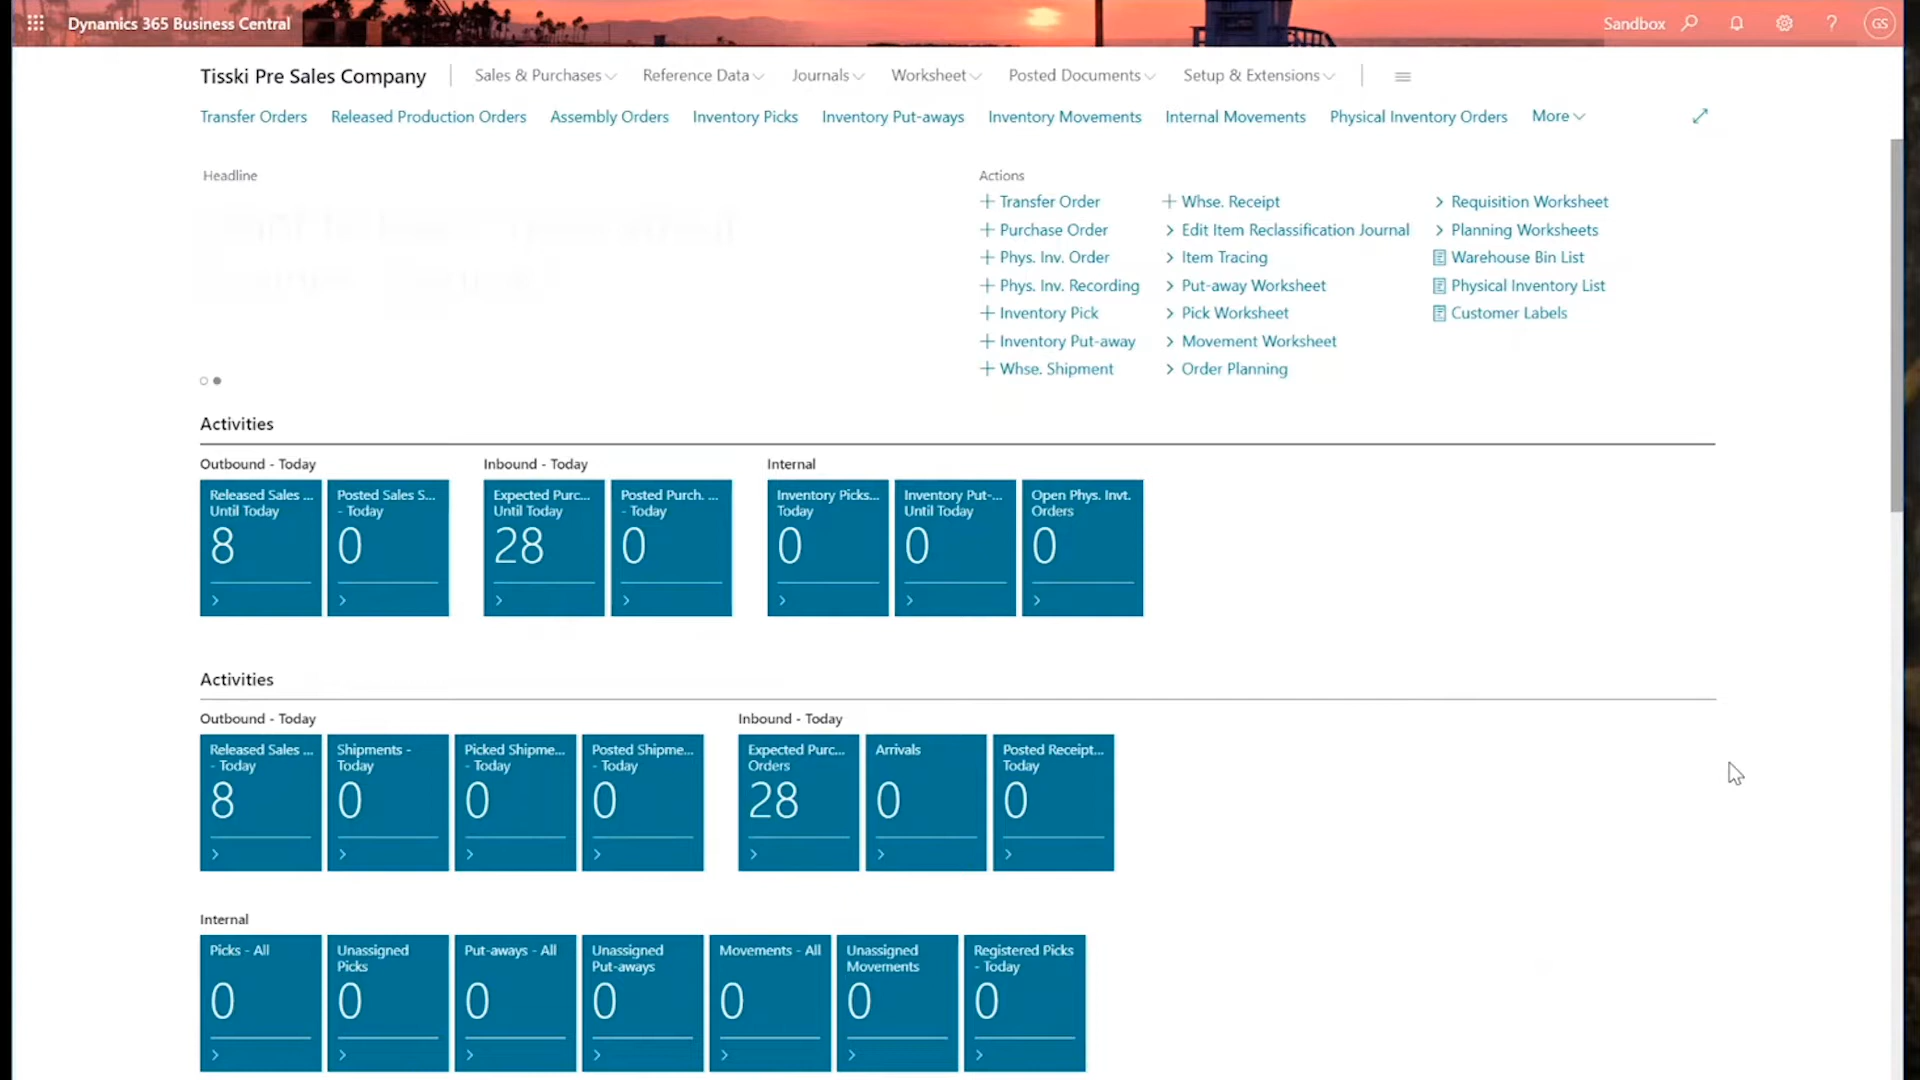 Dynamics 365 Business Central
Sandbox
GS
Tisski Pre Sales Company
Sales & Purchases
Reference Data
Journals
Worksheet
Posted Documents
Setup & Extensions
Transfer Orders
Released Production Orders
Assembly Orders
Inventory Picks
Inventory Put-aways
Inventory Movements
Internal Movements
Physical Inventory Orders
More
Headline
Actions
Transfer Order
Purchase Order
Phys. Inv. Order
Phys. Inv. Recording
Inventory Pick
Inventory Put-away
Whse. Shipment
Whse. Receipt
Edit Item Reclassification Journal
Item Tracing
Put-away Worksheet
Pick Worksheet
Movement Worksheet
Order Planning
Requisition Worksheet
Planning Worksheets
Warehouse Bin List
Physical Inventory List
Customer Labels
Activities
Outbound - Today
Released Sales ...
Until Today
8
Posted Sales S...
- Today
0
Inbound - Today
Expected Purc...
Until Today
28
Posted Purch. ...
- Today
0
Internal
Inventory Picks...
Today
0
Inventory Put-...
Until Today
0
Open Phys. Invt.
Orders
0
Activities
Outbound - Today
Released Sales ...
- Today
8
Shipments -
Today
0
Picked Shipme...
- Today
0
Posted Shipme...
- Today
0
Inbound - Today
Expected Purc...
Orders
28
Arrivals
0
Posted Receipt...
Today
0
Internal
Picks - All
0
Unassigned
Picks
0
Put-aways - All
0
Unassigned
Put-aways
0
Movements - All
0
Unassigned
Movements
0
Registered Picks
- Today
0